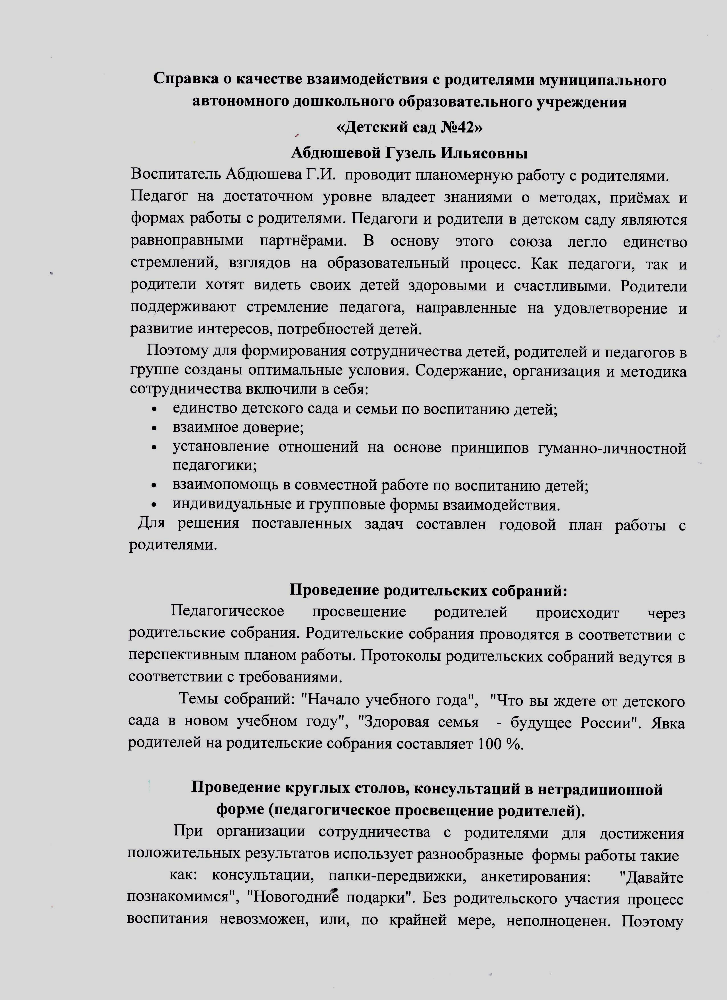 Справка о качестве взаимодействия с родителями муниципального
автономного дошкольного образовательного учреждения
«Детский сад №42»
Абдюшевой Гузель Ильясовны
Воспитатель Абдюшева Г.И. проводит планомерную работу с родителями.
Педагог на достаточном уровне владеет знаниями о методах, приёмах и
формах работы с родителями. Педагоги и родители в детском саду являются
равноправными партнёрами. В основу этого союза легло единство
стремлений, взглядов на образовательный процесс. Как педагоги, так и
родители хотят видеть своих детей здоровыми и счастливыми. Родители
поддерживают стремление педагога, направленные на удовлетворение и
развитие интересов, потребностей детей.
Поэтому для формирования сотрудничества детей, родителей и педагогов в
группе созданы оптимальные условия. Содержание, организация и методика
сотрудничества включили в себя:
• единство детского сада и семьи по воспитанию детей;
• взаимное доверие;
• установление отношений на основе принципов гуманно-личностной
педагогики;
• взаимопомощь в совместной работе по воспитанию детей;
• индивидуальные и групповые формы взаимодействия.
Для решения поставленных задач составлен годовой план работы с
родителями.
Проведение родительских собраний:
Педагогическое просвещение родителей происходит через
родительские собрания. Родительские собрания проводятся в соответствии с
перспективным планом работы. Протоколы родительских собраний ведутся в
соответствии с требованиями.
Темы собраний: "Начало учебного года", "Что вы ждете от детского
сада в новом учебном году", "Здоровая семья - будущее России". Явка
родителей на родительские собрания составляет 100 %.
Проведение круглых столов, консультаций в нетрадиционной
форме (педагогическое просвещение родителей).
При организации сотрудничества с родителями для достижения
положительных результатов использует разнообразные формы работы такие
как: консультации, папки-передвижки, анкетирования: "Давайте
познакомимся", "Новогодние подарки". Без родительского участия процесс
воспитания невозможен, или, по крайней мере, неполноценен. Поэтому